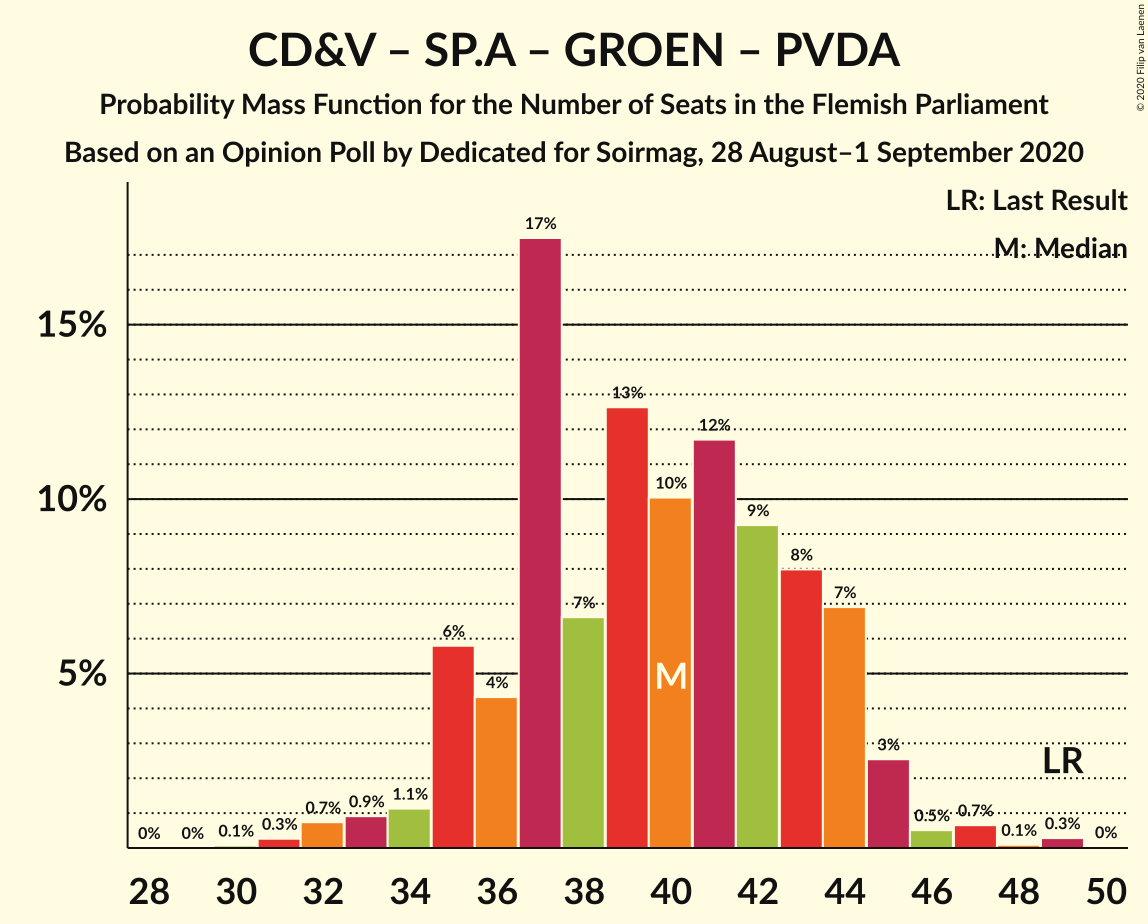 CD&V – SP.A – GROEN – PVDA
Probability Mass Function for the Number of Seats in the Flemish Parliament
Based on an Opinion Poll by Dedicated for Soirmag, 28 August–1 September 2020
© 2020 Filip van Laenen
LR: Last Result
M: Median
15%
10%
5%
0%
0%
0.1%
0.3%
0.7%
0.9%
1.1%
6%
4%
17%
7%
13%
10%
12%
9%
8%
7%
3%
0.5%
0.7%
0.1%
0.3%
0%
M
LR
28 30 32 34 36 38 40 42 44 46 48 50